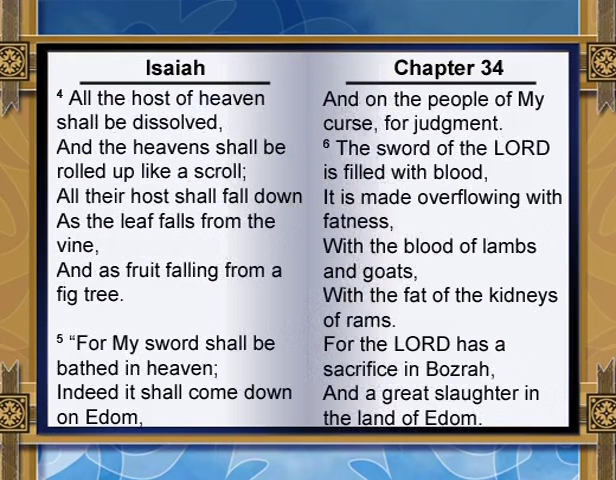 Isaiah
⁴ All the host of heaven
shall be dissolved,
And the heavens shall be
rolled up like a scroll;
All their host shall fall down
As the leaf falls from the
vine,
And as fruit falling from a
fig tree.
⁵ “For My sword shall be
bathed in heaven;
Indeed it shall come down
on Edom,
Chapter 34
And on the people of My
curse, for judgment.
⁶ The sword of the LORD
is filled with blood,
It is made overflowing with
fatness,
With the blood of lambs
and goats,
With the fat of the kidneys
of rams.
For the LORD has a
sacrifice in Bozrah,
And a great slaughter in
the land of Edom.